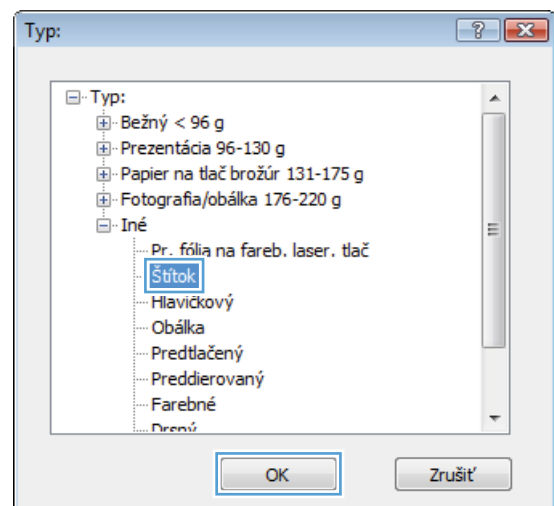 Typ:
Typ:
Bežný < 96 g
Prezentácia 96-130 g
Papier na tlač brožúr 131-175 g
Fotografia/obálka 176-220 g
Iné
Pr. fólia na fareb. laser. tlač
Štítok
Hlavičkový
Obálka
Predtlačený
Preddierovaný
Farebné
Drsný
OK Zrušiť